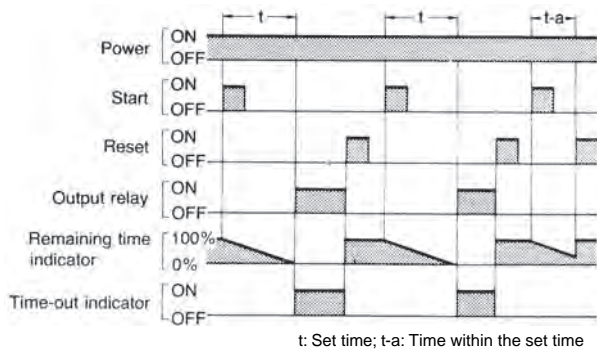 t t t-a
Power ON
OFF
Start ON
OFF
Reset ON
OFF
Output relay ON
OFF
Remaining time indicator 100%
0%
Time-out indicator ON
OFF
t: Set time; t-a: Time within the set time